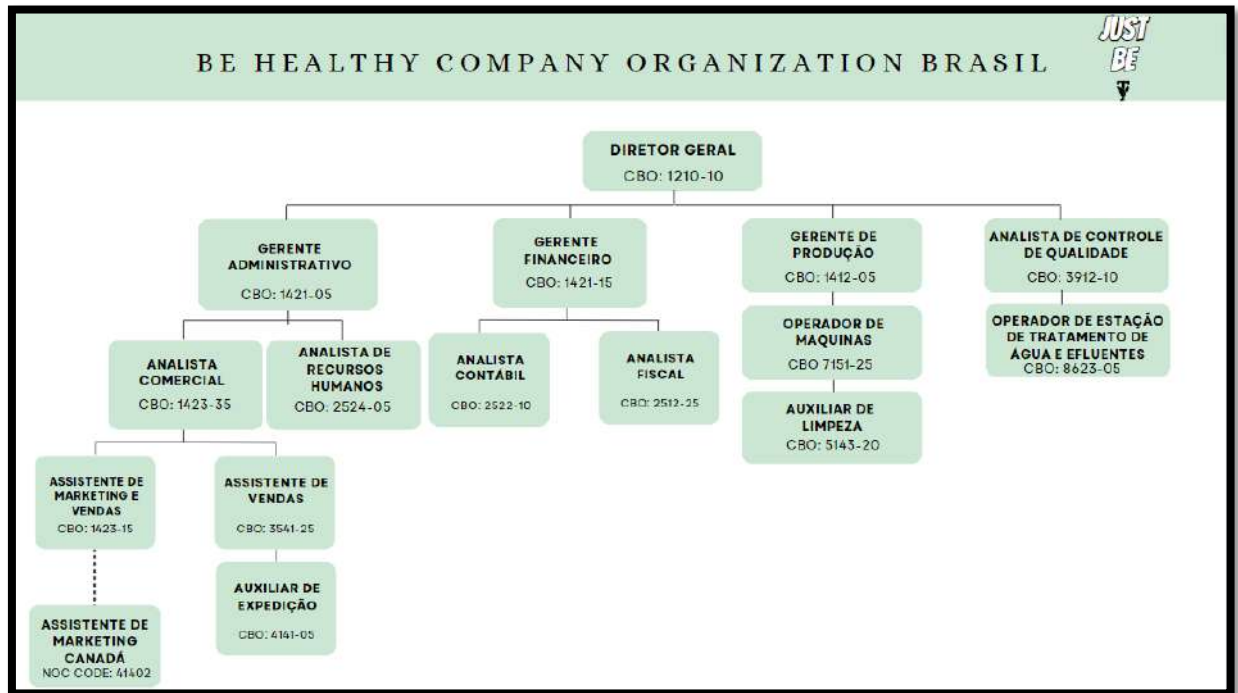 BE HEALTHY COMPANY ORGANIZATION BRASIL
JUST
BE
DIRETOR GERAL
CBO: 1210-10
GERENTE
ADMINISTRATIVO
CBO: 1421-05
GERENTE
FINANCEIRO
CBO: 1421-15
GERENTE DE
PRODUÇÃO
CBO: 1412-05
ANALISTA DE CONTROLE
DE QUALIDADE
CBO: 3912-10
ANALISTA
COMERCIAL
CBO: 1423-35
ANALISTA DE
RECURSOS
HUMANOS
CBO: 2524-05
ANALISTA
CONTÁBIL
CBO: 2522-10
ANALISTA
FISCAL
CBO: 2512-25
OPERADOR DE
MAQUINAS
CBO 7151-25
OPERADOR DE ESTAÇÃO
DE TRATAMENTO DE
ÁGUA E EFLUENTES
CBO: 8623-05
AUXILIAR DE
LIMPEZA
CBO: 5143-20
ASSISTENTE DE
MARKETING E
VENDAS
CBO: 1423-15
ASSISTENTE DE
VENDAS
CBO: 3541-25
AUXILIAR DE
EXPEDIÇÃO
CBO: 4141-05
ASSISTENTE DE
MARKETING
CANADÁ
NOC CODE: 41402